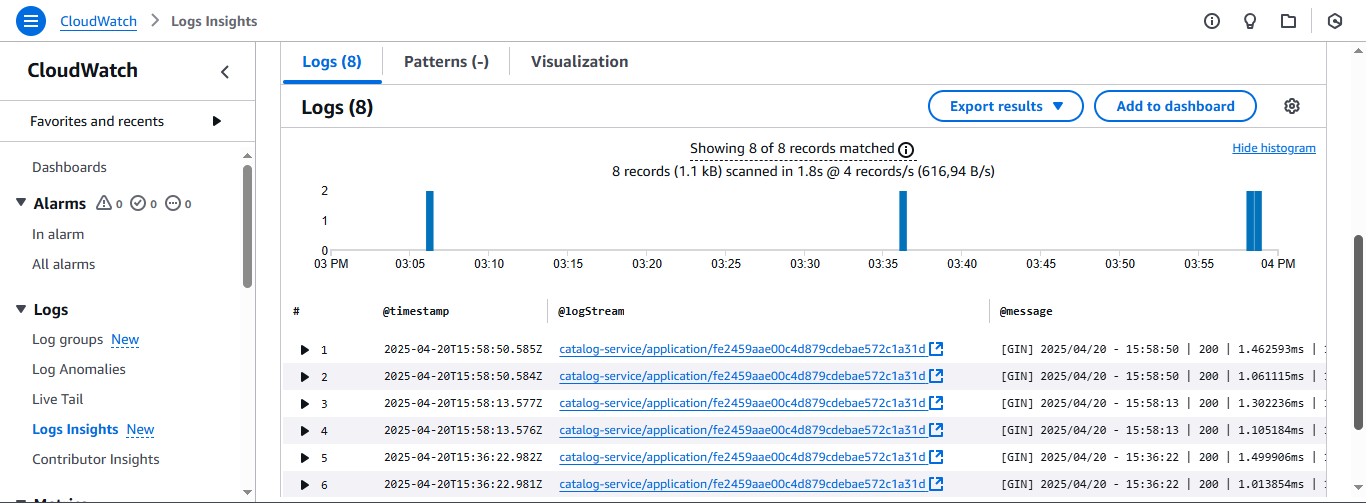 CloudWatch > Logs Insights
CloudWatch
Favorites and recents
Dashboards
Alarms 0 0 0
In alarm
All alarms
Logs
Log groups New
Log Anomalies
Live Tail
Logs Insights New
Contributor Insights
Logs (8) Patterns (-) Visualization
Logs (8)
Export results Add to dashboard
Showing 8 of 8 records matched
Hide histogram
8 records (1.1 kB) scanned in 1.8s @ 4 records/s (616,94 B/s)
2
1
0
03 PM 03:05 03:10 03:15 03:20 03:25 03:30 03:35 03:40 03:45 03:50 03:55 04 PM
# @timestamp @logStream @message
1 2025-04-20T15:58:50.585Z catalog-service/application/fe2459aae00c4d879cdebae572c1a31d [GIN] 2025/04/20 - 15:58:50 | 200 | 1.462593ms |
2 2025-04-20T15:58:50.584Z catalog-service/application/fe2459aae00c4d879cdebae572c1a31d [GIN] 2025/04/20 - 15:58:50 | 200 | 1.061115ms |
3 2025-04-20T15:58:13.577Z catalog-service/application/fe2459aae00c4d879cdebae572c1a31d [GIN] 2025/04/20 - 15:58:13 | 200 | 1.302236ms |
4 2025-04-20T15:58:13.576Z catalog-service/application/fe2459aae00c4d879cdebae572c1a31d [GIN] 2025/04/20 - 15:58:13 | 200 | 1.105184ms |
5 2025-04-20T15:36:22.982Z catalog-service/application/fe2459aae00c4d879cdebae572c1a31d [GIN] 2025/04/20 - 15:36:22 | 200 | 1.499906ms |
6 2025-04-20T15:36:22.981Z catalog-service/application/fe2459aae00c4d879cdebae572c1a31d [GIN] 2025/04/20 - 15:36:22 | 200 | 1.013854ms |